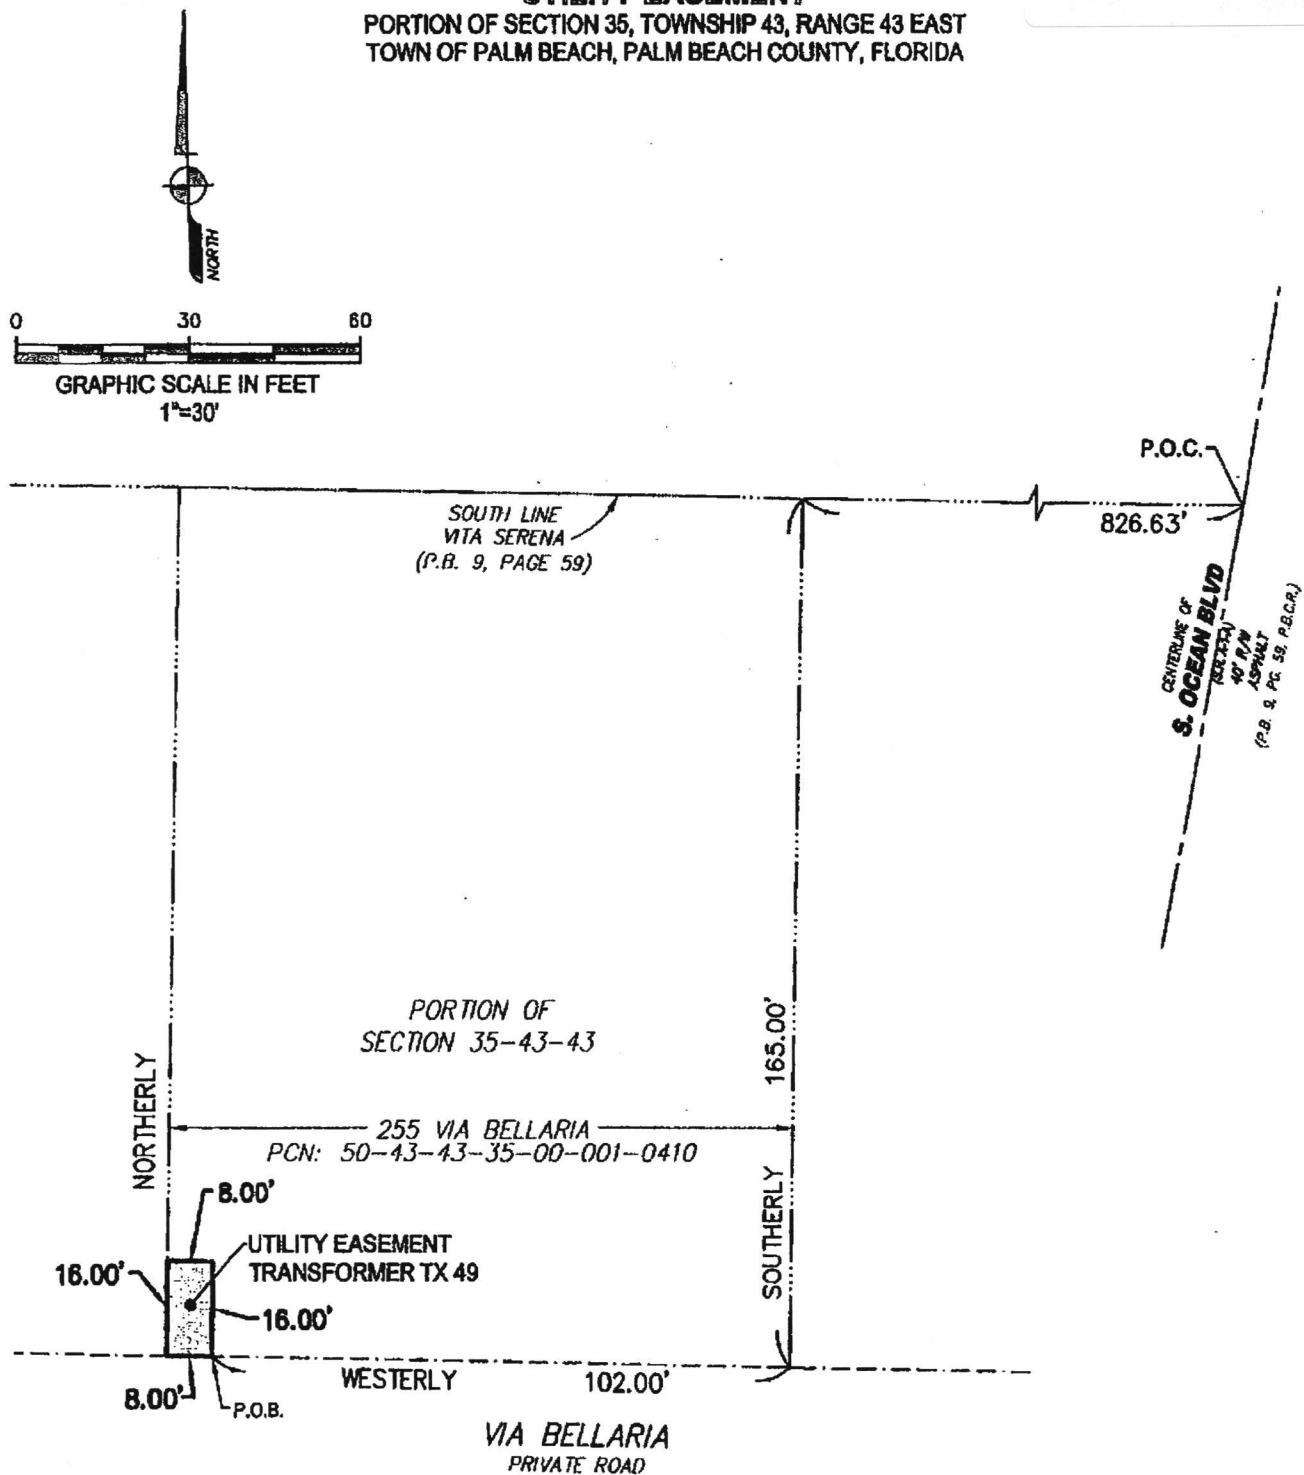 PORTION OF SECTION 35, TOWNSHIP 43, RANGE 43 EAST
TOWN OF PALM BEACH, PALM BEACH COUNTY, FLORIDA
NORTH
0 30 60
GRAPHIC SCALE IN FEET
1"=30'
P.O.C.
826.63'
SOUTH LINE
VITA SERENA
(P.B. 9, PAGE 59)
CENTERLINE OF
S. OCEAN BLVD
40' R/W
ASPHALT
(P.B. 9, PG. 59, P.B.C.R.)
PORTION OF
SECTION 35-43-43
165.00'
NORTHERLY
255 VIA BELLARIA
PCN: 50-43-43-35-00-001-0410
SOUTHERLY
8.00'
UTILITY EASEMENT
TRANSFORMER TX 49
16.00'
16.00'
8.00'
P.O.B.
WESTERLY 102.00'
VIA BELLARIA
PRIVATE ROAD